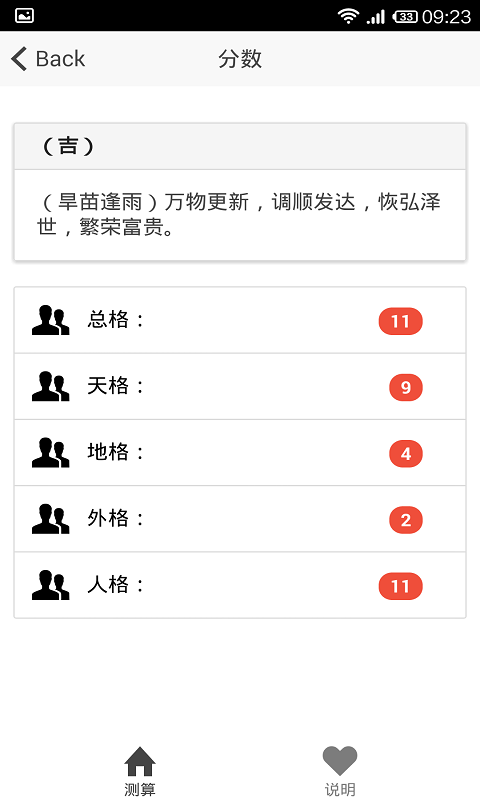 33 09:23
Back 分数
（吉）
（旱苗逢雨）万物更新，调顺发达，恢弘泽
世，繁荣富贵。
总格： 11
天格： 9
地格： 4
外格： 2
人格： 11
测算 说明